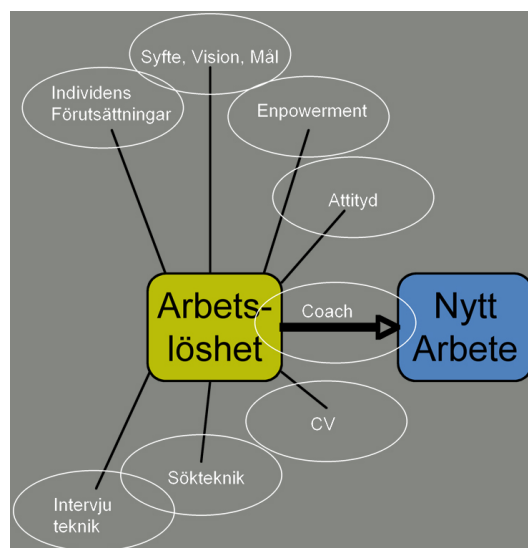 Syfte, Vision, Mål
Individens
Förutsättningar
Enpowerment
Attityd
Arbets-
löshet
Coach
Nytt
Arbete
CV
Sökteknik
Intervju
teknik